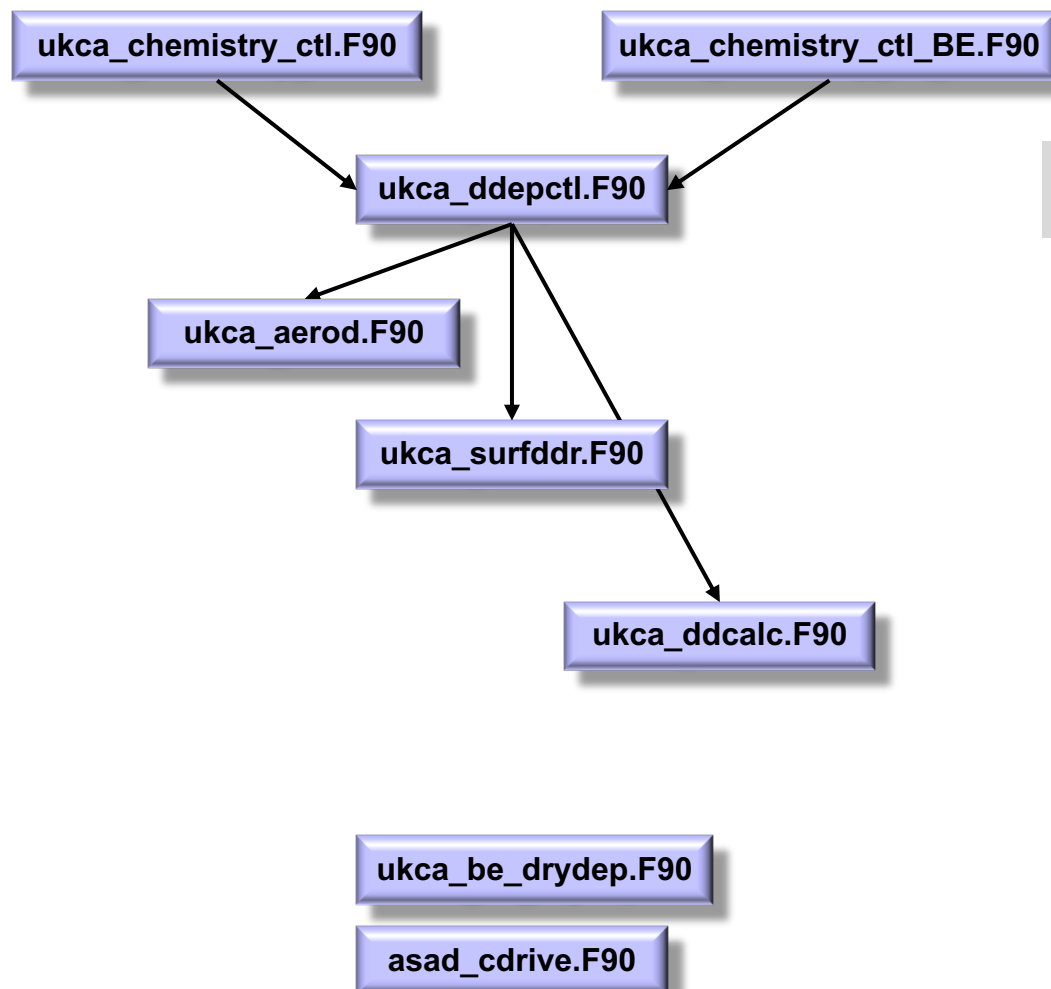 ukca_chemistry_ctl.F90
ukca_chemistry_ctl_BE.F90
ukca_ddepctl.F90
ukca_aerod.F90
ukca_surfddr.F90
ukca_ddcalc.F90
ukca_be_drydep.F90
asad_cdrive.F90